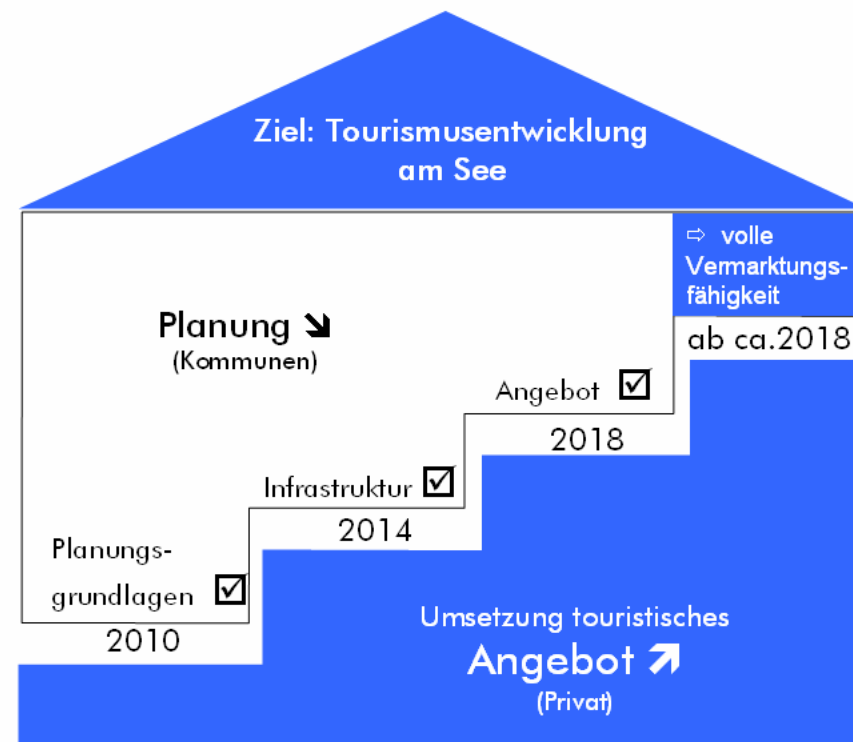 Ziel: Tourismusentwicklung
am See
⇨ volle
Vermarktungs-
fähigkeit
ab ca.2018
Planung ↘
(Kommunen)
Angebot ☑
2018
Infrastruktur ☑
2014
Planungs-
grundlagen ☑
2010
Umsetzung touristisches
Angebot ↗
(Privat)